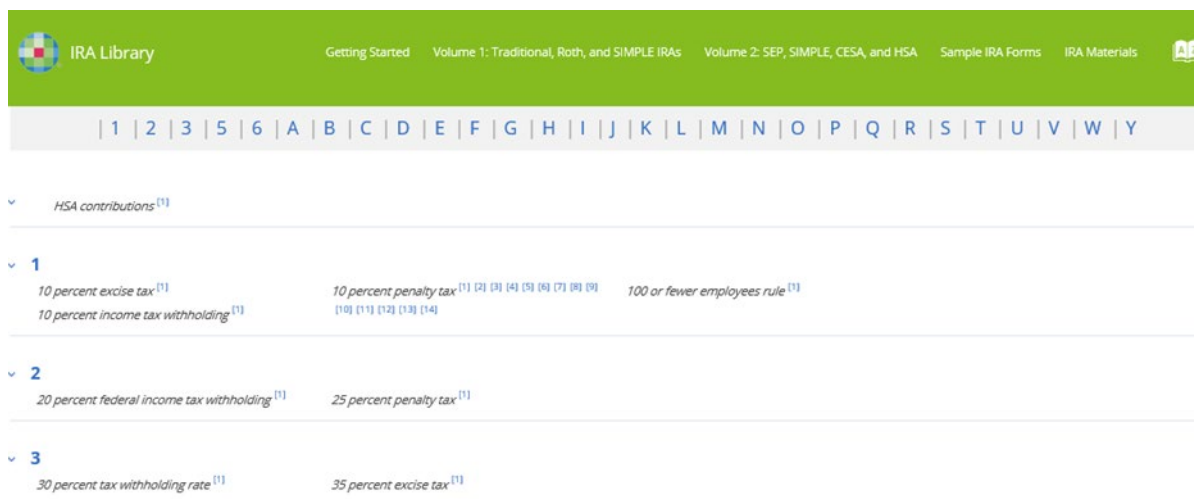 IRA Library
Getting Started Volume 1: Traditional, Roth, and SIMPLE IRAs Volume 2: SEP, SIMPLE, CESA, and HSA Sample IRA Forms IRA Materials
| 1 | 2 | 3 | 5 | 6 | A | B | C | D | E | F | G | H | I | J | K | L | M | N | O | P | Q | R | S | T | U | V | W | Y
HSA contributions [1]
1
10 percent excise tax [1] 10 percent penalty tax [1] [2] [3] [4] [5] [6] [7] [8] [9] 100 or fewer employees rule [1]
10 percent income tax withholding [1] [10] [11] [12] [13] [14]
2
20 percent federal income tax withholding [1] 25 percent penalty tax [1]
3
30 percent tax withholding rate [1] 35 percent excise tax [1]